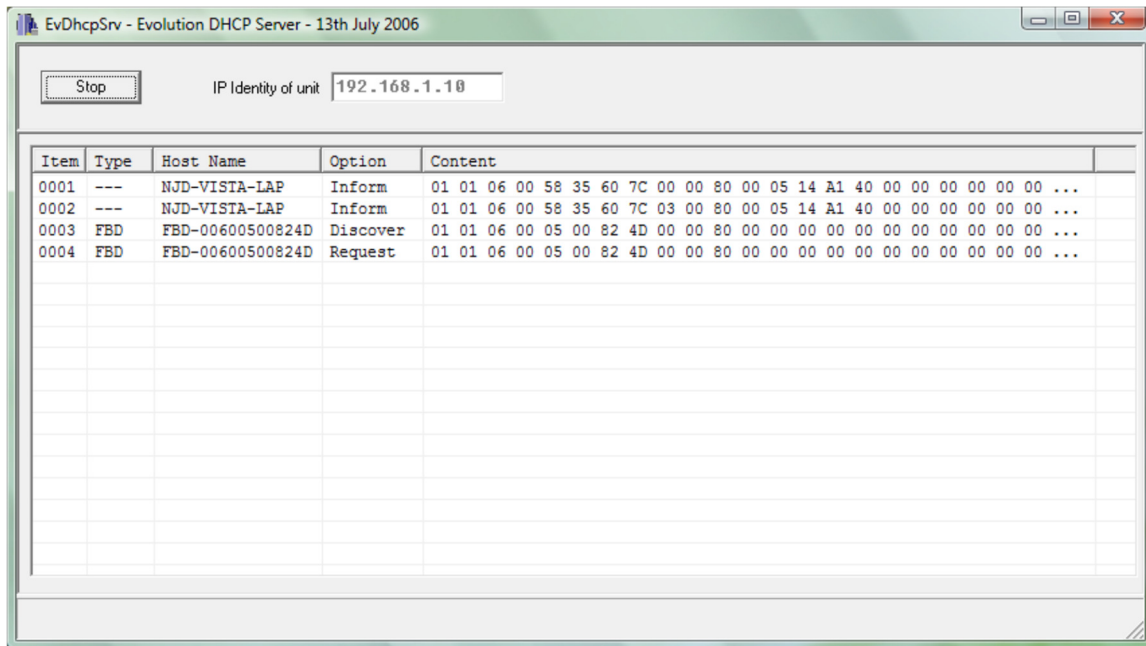 EvDhcpSrv - Evolution DHCP Server - 13th July 2006
Stop IP Identity of unit 192.168.1.10
Item Type Host Name Option Content
0001 --- NJD-VISTA-LAP Inform 01 01 06 00 58 35 60 7C 00 00 80 00 05 14 A1 40 00 00 00 00 00 00 ...
0002 --- NJD-VISTA-LAP Inform 01 01 06 00 58 35 60 7C 03 00 80 00 05 14 A1 40 00 00 00 00 00 00 ...
0003 FBD FBD-00600500824D Discover 01 01 06 00 05 00 82 4D 00 00 80 00 00 00 00 00 00 00 00 00 00 00 ...
0004 FBD FBD-00600500824D Request 01 01 06 00 05 00 82 4D 00 00 80 00 00 00 00 00 00 00 00 00 00 00 ...